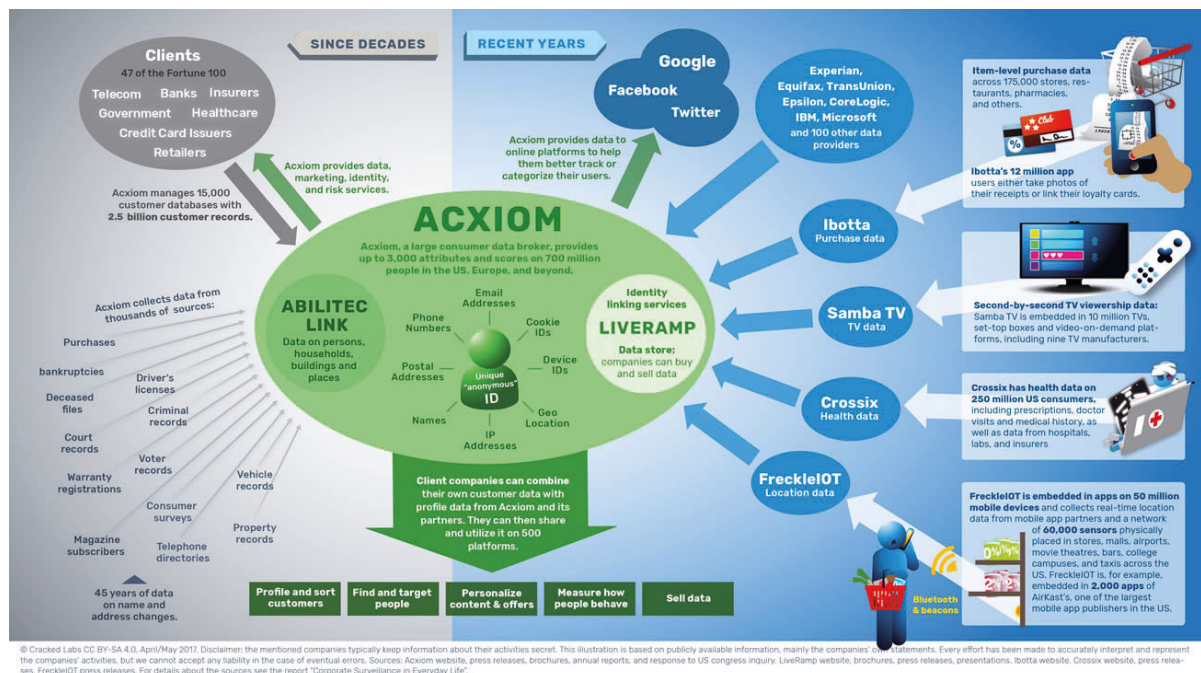 SINCE DECADES
RECENT YEARS
Clients
47 of the Fortune 100
Telecom Banks Insurers
Government Healthcare
Credit Card Issuers
Retailers
Acxiom provides data,
marketing, identity,
and risk services.
Acxiom manages 15,000
customer databases with
2.5 billion customer records.
Google
Facebook
Twitter
Acxiom provides data to
online platforms to help
them better track or
categorize their users.
Experian,
Equifax, TransUnion,
Epsilon, CoreLogic,
IBM, Microsoft
and 100 other data
providers
Item-level purchase data
across 175,000 stores, res-
taurants, pharmacies,
and others.
Club
%
Ibotta's 12 million app
users either take photos of
their receipts or link their loyalty cards.
ACXIOM
Acxiom, a large consumer data broker, provides
up to 3,000 attributes and scores on 700 million
people in the US, Europe, and beyond.
ABILITEC
LINK
Data on persons,
households,
buildings and
places
Email
Addresses
Phone
Numbers
Cookie
IDs
Postal
Addresses
Device
IDs
Unique
"anonymous"
ID
Names
Geo
Location
IP
Addresses
Identity
linking services
LIVERAMP
Data store:
companies can buy
and sell data
Ibotta
Purchase data
Samba TV
TV data
Second-by-second TV viewership data:
Samba TV is embedded in 10 million TVs,
set-top boxes and video-on-demand plat-
forms, including nine TV manufacturers.
Crossix
Health data
Crossix has health data on
250 million US consumers,
including prescriptions, doctor
visits and medical history, as
well as data from hospitals,
labs, and insurers
FreckleIOT
Location data
FreckleIOT is embedded in apps on 50 million
mobile devices and collects real-time location
data from mobile app partners and a network
of 60,000 sensors physically
placed in stores, malls, airports,
movie theatres, bars, college
campuses, and taxis across the
US. FreckleIOT is, for example,
embedded in 2,000 apps of
AirKast's, one of the largest
mobile app publishers in the US.
Bluetooth
& beacons
Acxiom collects data from
thousands of sources:
Purchases
bankruptcies
Driver's
licenses
Deceased
files
Criminal
records
Court
records
Voter
records
Warranty
registrations
Vehicle
records
Consumer
surveys
Property
records
Magazine
subscribers
Telephone
directories
45 years of data
on name and
address changes.
Client companies can combine
their own customer data with
profile data from Acxiom and its
partners. They can then share
and utilize it on 500
platforms.
Profile and sort
customers
Find and target
people
Personalize
content & offers
Measure how
people behave
Sell data
© Cracked Labs CC BY-SA 4.0, April/May 2017. Disclaimer: the mentioned companies typically keep information about their activities secret. This illustration is based on publicly available information, mainly the companies' own statements. Every effort has been made to accurately interpret and represent
the companies' activities, but we cannot accept any liability in the case of eventual errors. Sources: Acxiom website, press releases, brochures, annual reports, and response to US congress inquiry. LiveRamp website, brochures, press releases, presentations, Ibotta website. Crossix website, press relea-
ses. FreckleIOT press releases. For details about the sources see the report "Corporate Surveillance in Everyday Life".